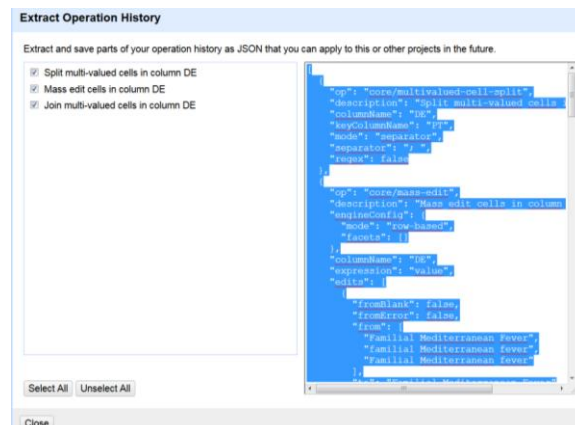 Extract Operation History
Extract and save parts of your operation history as JSON that you can apply to this or other projects in the future.
Split multi-valued cells in column DE
Mass edit cells in column DE
Join multi-valued cells in column DE
Select All
Unselect All
[
{
"op": "core/multivalued-cell-split",
"description": "Split multi-valued cells
"columnName": "DE",
"keyColumnName": "PT",
"mode": "separator",
"separator": "; ",
"regex": false
},
{
"op": "core/mass-edit",
"description": "Mass edit cells in column
"engineConfig": {
"mode": "row-based",
"facets": []
},
"columnName": "DE",
"expression": "value",
"edits": [
{
"fromBlank": false,
"fromError": false,
"from": [
"Familial Mediterranean Fever",
"familial Mediterranean Fever",
"Familial Mediterranean fever"
],
"to": "Familial Mediterranean Fever"
Close